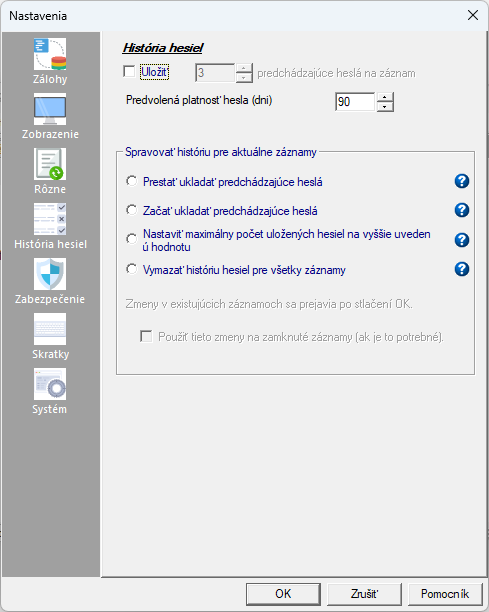 Nastavenia
Zálohy
Zobrazenie
Rôzne
História hesiel
Zabezpečenie
Skratky
Systém
História hesiel
Uložiť 3 predchádzajúce heslá na záznam
Predvolená platnosť hesla (dni) 90
Spravovať históriu pre aktuálne záznamy
Prestať ukladať predchádzajúce heslá ?
Začať ukladať predchádzajúce heslá ?
Nastaviť maximálny počet uložených hesiel na vyššie uveden ?
ú hodnotu
Vymazať históriu hesiel pre všetky záznamy ?
Zmeny v existujúcich záznamoch sa prejavia po stlačení OK.
Použiť tieto zmeny na zamknuté záznamy (ak je to potrebné).
OK Zrušiť Pomocník